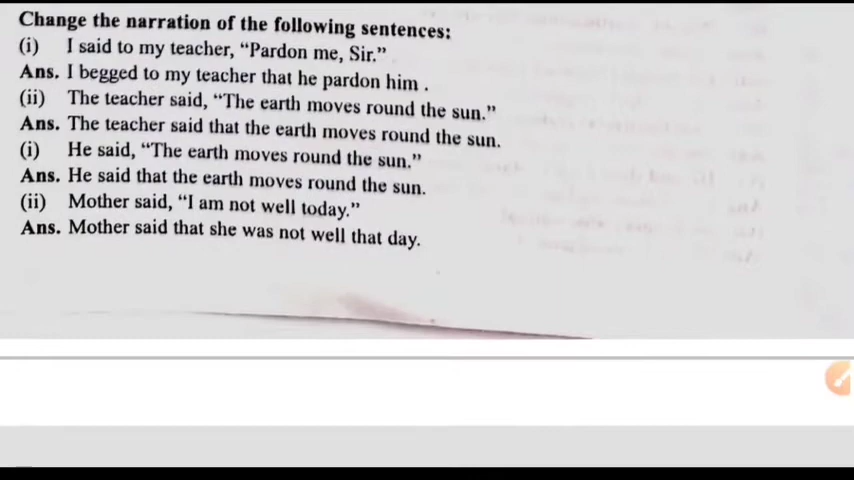 Change the narration of the following sentences:
(i) I said to my teacher, “Pardon me, Sir.”
Ans. I begged to my teacher that he pardon him .
(ii) The teacher said, “The earth moves round the sun.”
Ans. The teacher said that the earth moves round the sun.
(i) He said, “The earth moves round the sun.”
Ans. He said that the earth moves round the sun.
(ii) Mother said, “I am not well today.”
Ans. Mother said that she was not well that day.